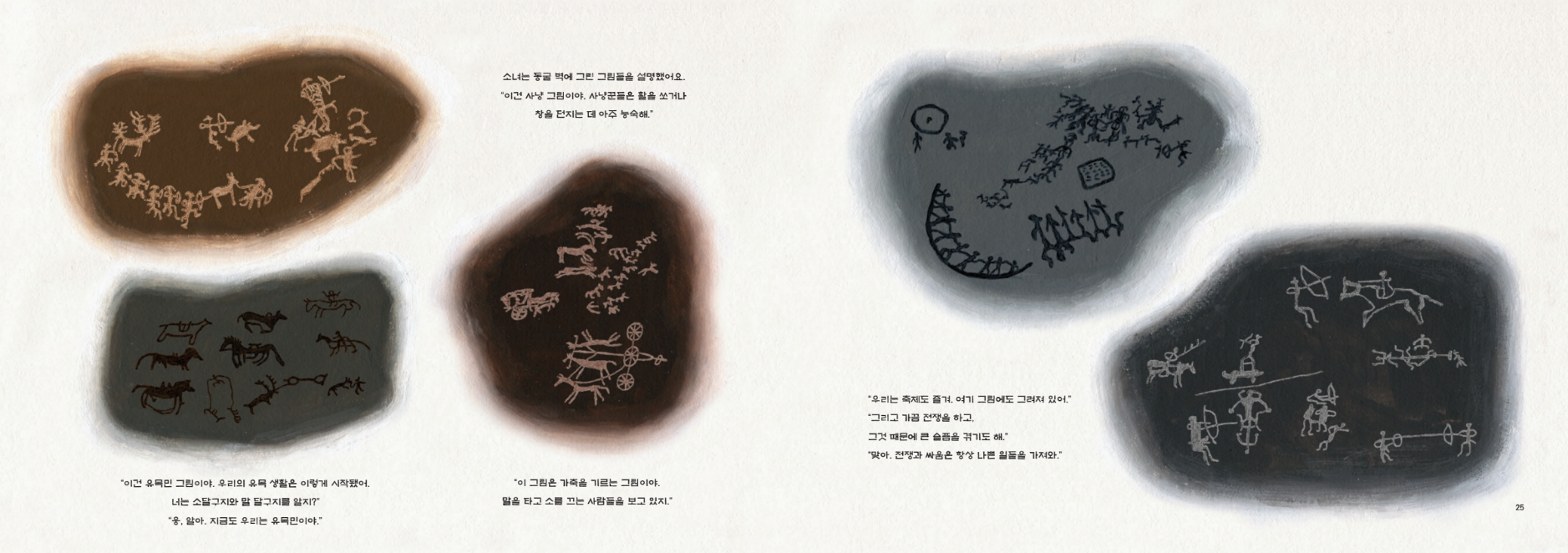 소녀는 동굴 벽에 그린 그림들을 설명했어요.
"이건 사냥 그림이야. 사냥꾼들은 활을 쏘거나
창을 던지는 데 아주 능숙해."
"이건 유목민 그림이야. 우리의 유목 생활은 이렇게 시작됐어.
너는 소달구지와 말 달구지를 알지?"
"응, 알아. 지금도 우리는 유목민이야."
"이 그림은 가축을 기르는 그림이야.
말을 타고 소를 끄는 사람들을 보고 있지."
"우리는 축제도 즐겨. 여기 그림에도 그려져 있어."
"그리고 가끔 전쟁을 하고,
그것 때문에 큰 슬픔을 겪기도 해."
"맞아. 전쟁과 싸움은 항상 나쁜 일들을 가져와."
25